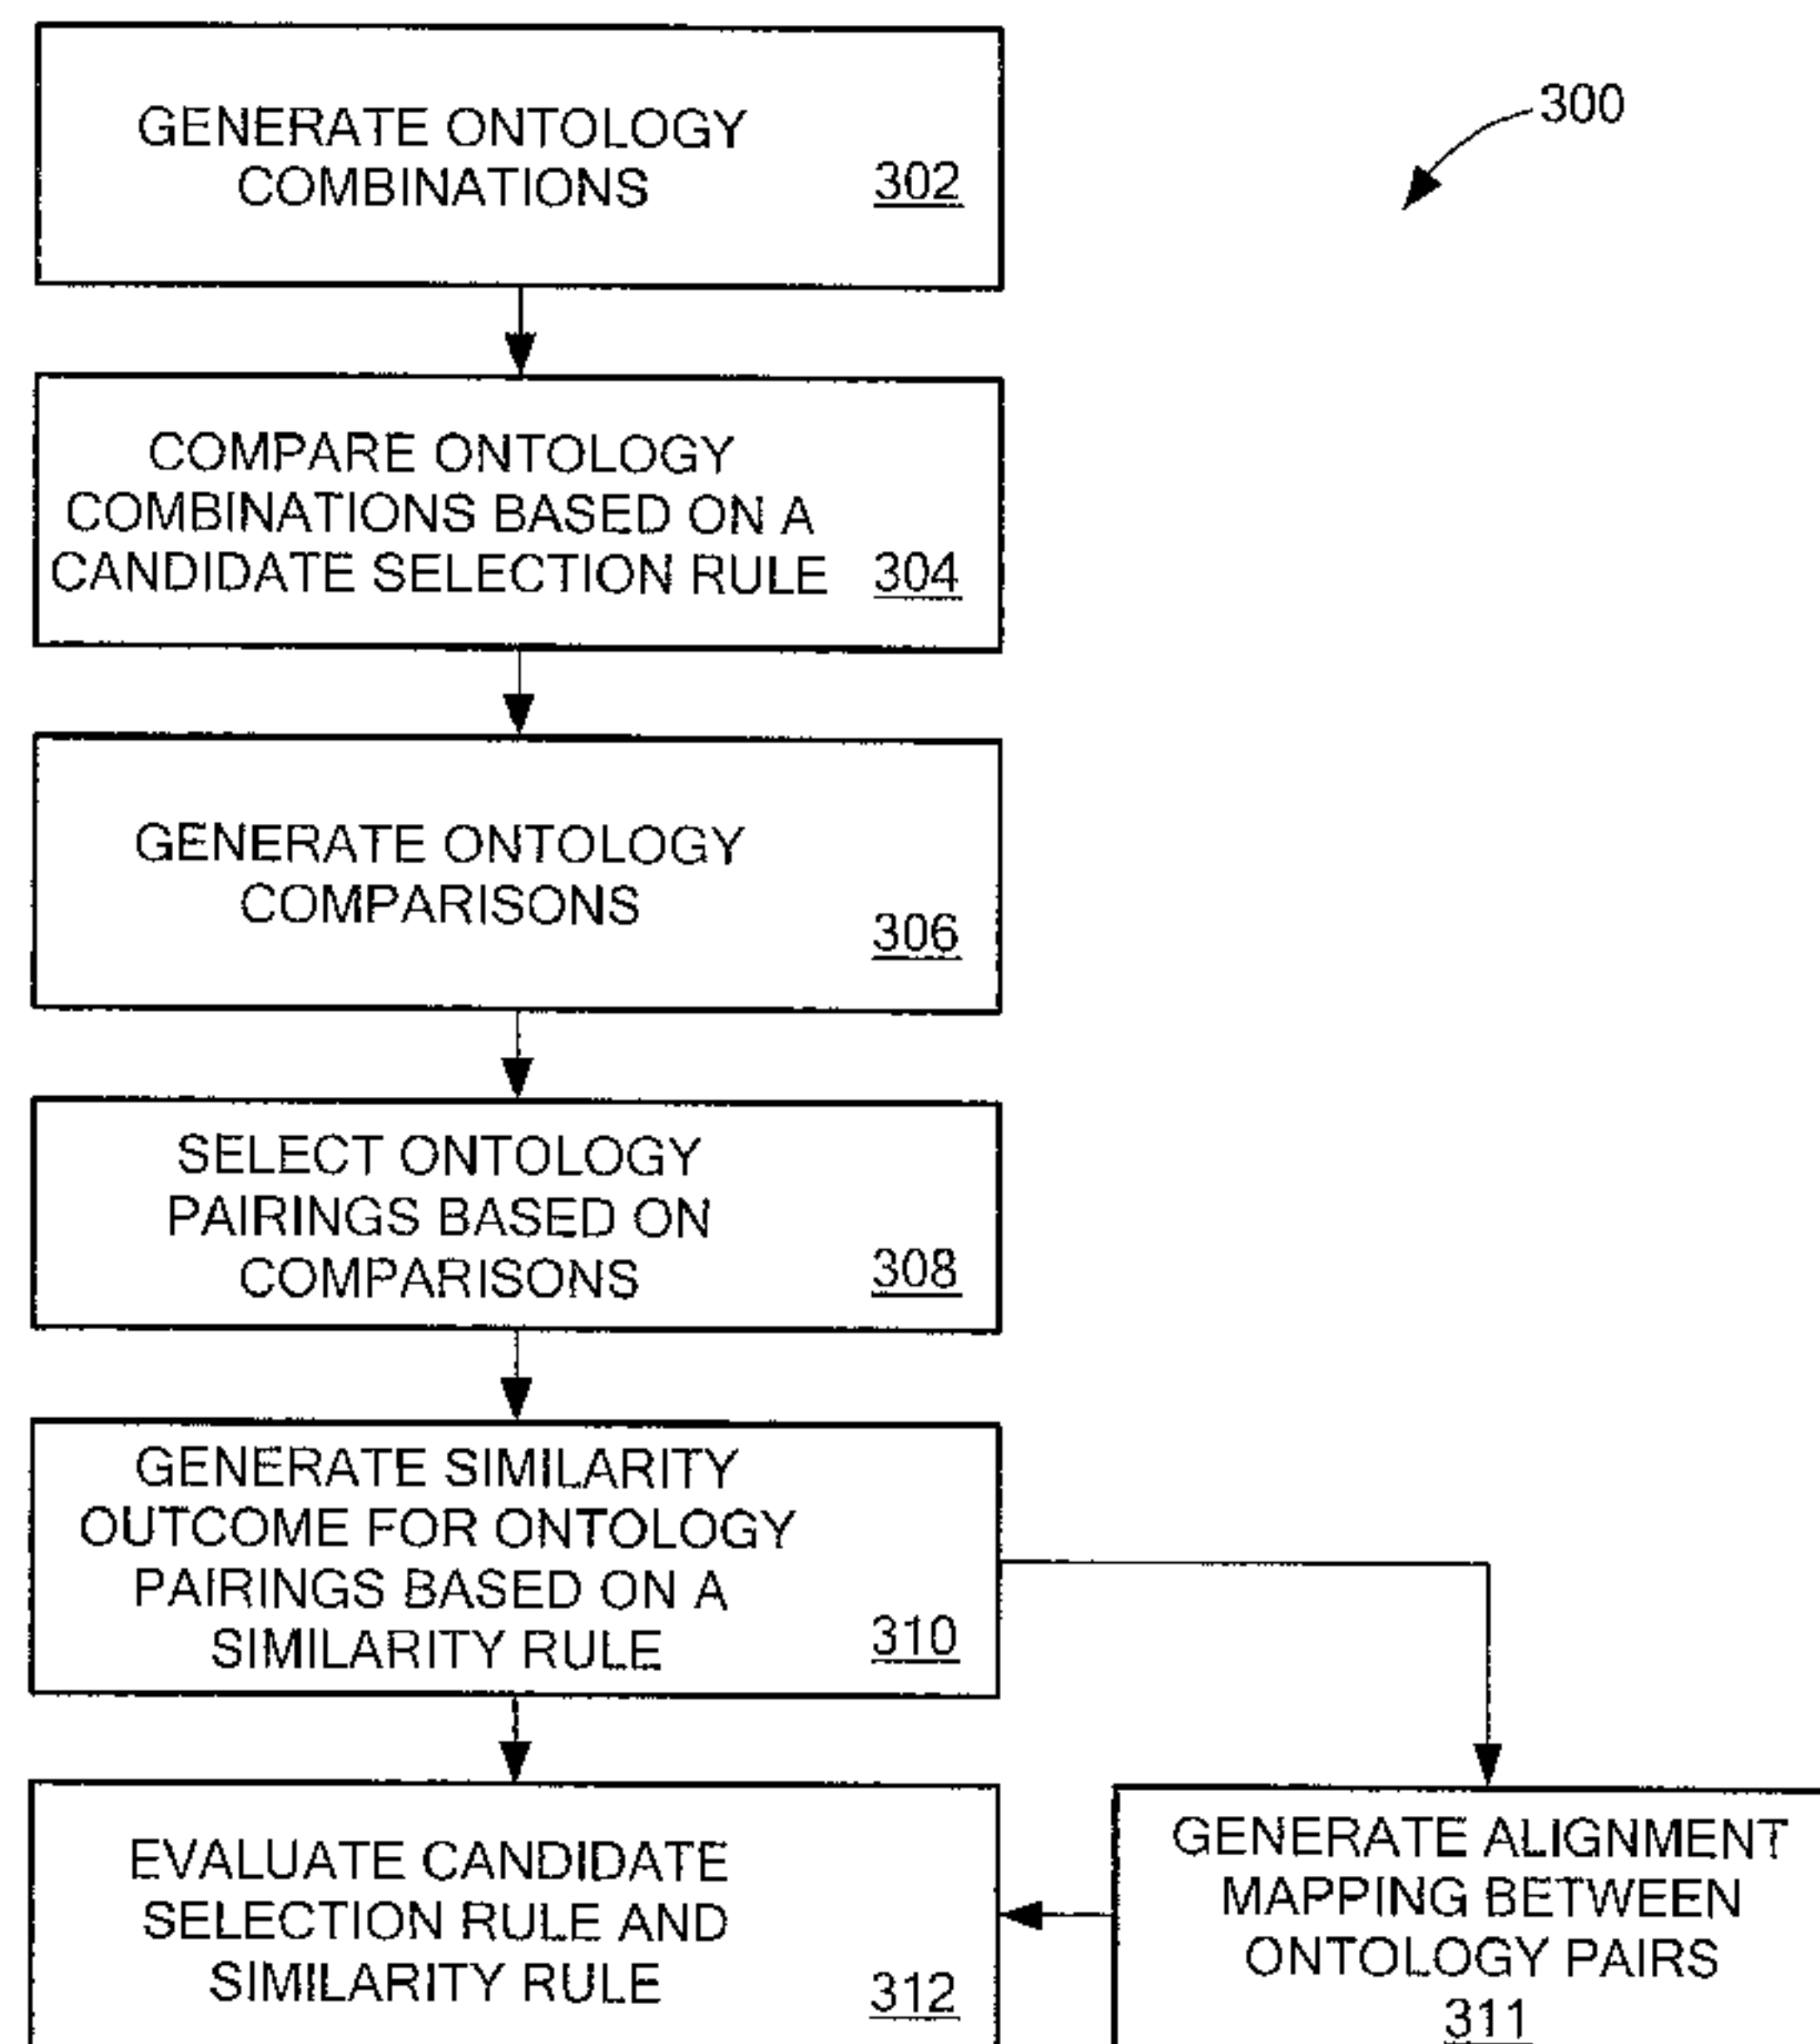 GENERATE ONTOLOGY
COMBINATIONS
302
300
COMPARE ONTOLOGY
COMBINATIONS BASED ON A
CANDIDATE SELECTION RULE
304
GENERATE ONTOLOGY
COMPARISONS
306
SELECT ONTOLOGY
PAIRINGS BASED ON
COMPARISONS
308
GENERATE SIMILARITY
OUTCOME FOR ONTOLOGY
PAIRINGS BASED ON A
SIMILARITY RULE
310
EVALUATE CANDIDATE
SELECTION RULE AND
SIMILARITY RULE
312
GENERATE ALIGNMENT
MAPPING BETWEEN
ONTOLOGY PAIRS
311